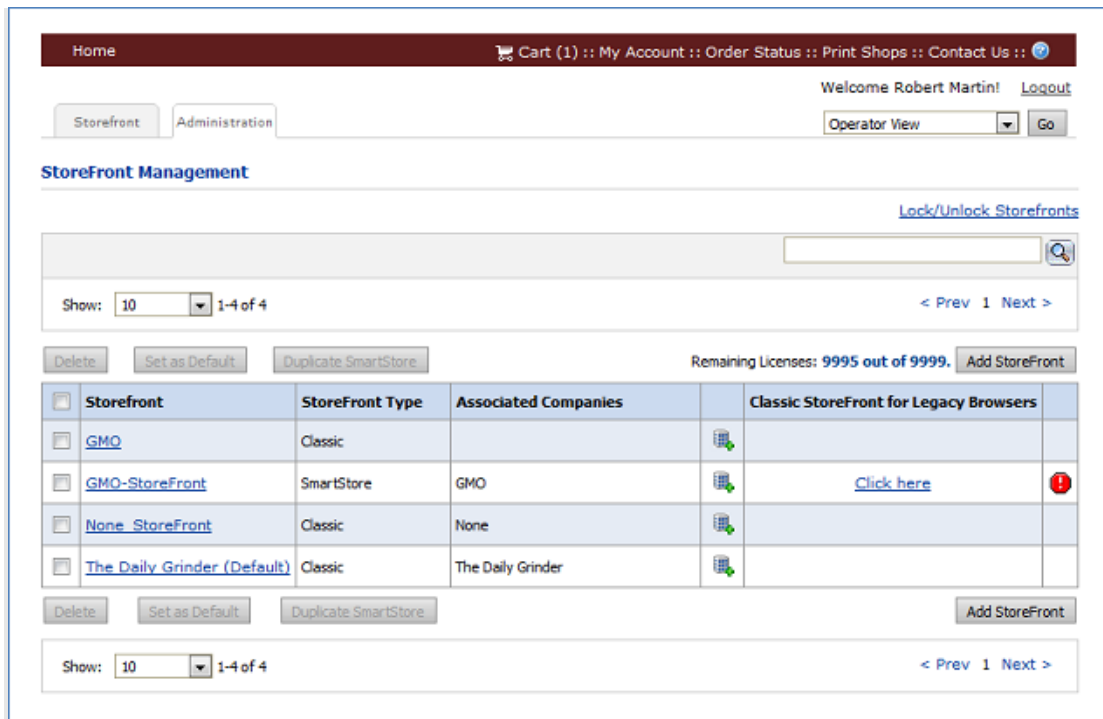 Home Cart (1) :: My Account :: Order Status :: Print Shops :: Contact Us ::
Welcome Robert Martin! Logout
Storefront Administration Operator View Go
StoreFront Management
Lock/Unlock Storefronts
Show: 10 1-4 of 4 < Prev 1 Next >
Delete Set as Default Duplicate SmartStore Remaining Licenses: 9995 out of 9999. Add StoreFront
Storefront StoreFront Type Associated Companies Classic StoreFront for Legacy Browsers
GMO Classic
GMO-StoreFront SmartStore GMO Click here
None_StoreFront Classic None
The Daily Grinder (Default) Classic The Daily Grinder
Delete Set as Default Duplicate SmartStore Add StoreFront
Show: 10 1-4 of 4 < Prev 1 Next >